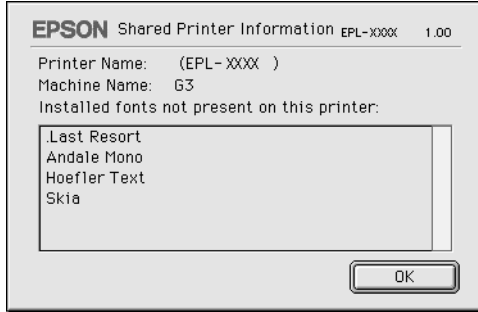 EPSON Shared Printer Information EPL-XXXX 1.00
Printer Name: (EPL-XXXX )
Machine Name: G3
Installed fonts not present on this printer:
.Last Resort
Andale Mono
Hoefler Text
Skia
OK